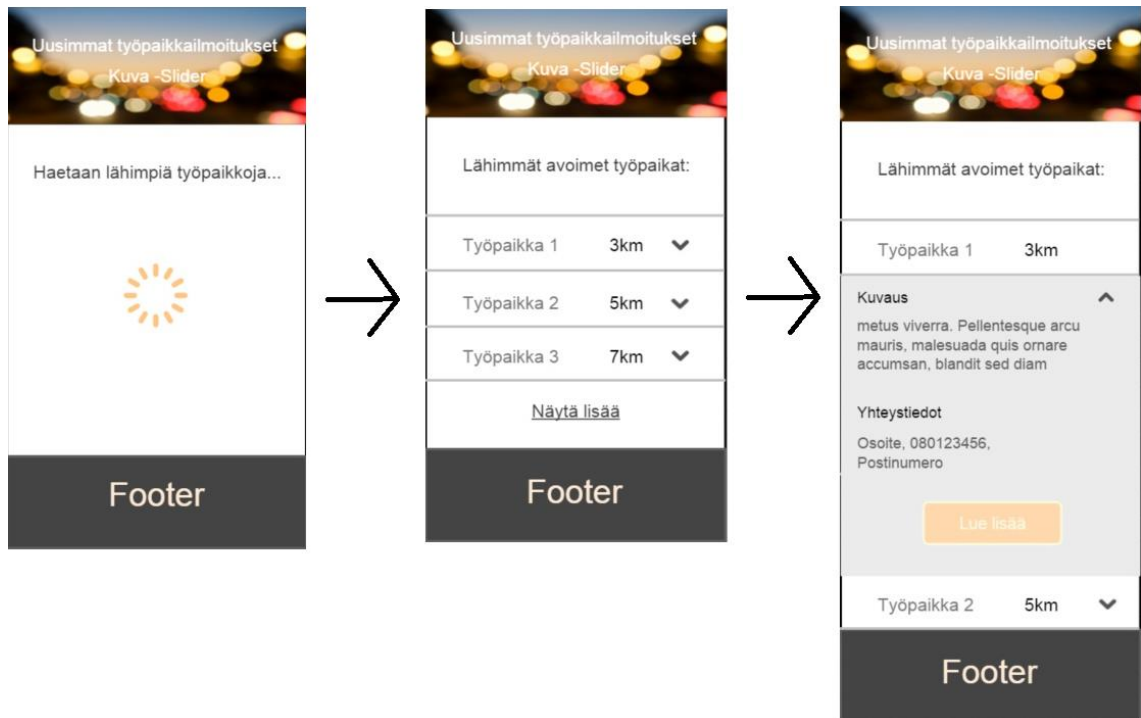 Uusimmat työpaikkailmoitukset
Kuva -Slider
Haetaan lähimpiä työpaikkoja...
Footer
Uusimmat työpaikkailmoitukset
Kuva -Slider
Lähimmät avoimet työpaikat:
Työpaikka 1 3km
Työpaikka 2 5km
Työpaikka 3 7km
Näytä lisää
Footer
Uusimmat työpaikkailmoitukset
Kuva -Slider
Lähimmät avoimet työpaikat:
Työpaikka 1 3km
Kuvaus
metus viverra. Pellentesque arcu
mauris, malesuada quis ornare
accumsan, blandit sed diam
Yhteystiedot
Osoite, 080123456,
Postinumero
Lue lisää
Työpaikka 2 5km
Footer